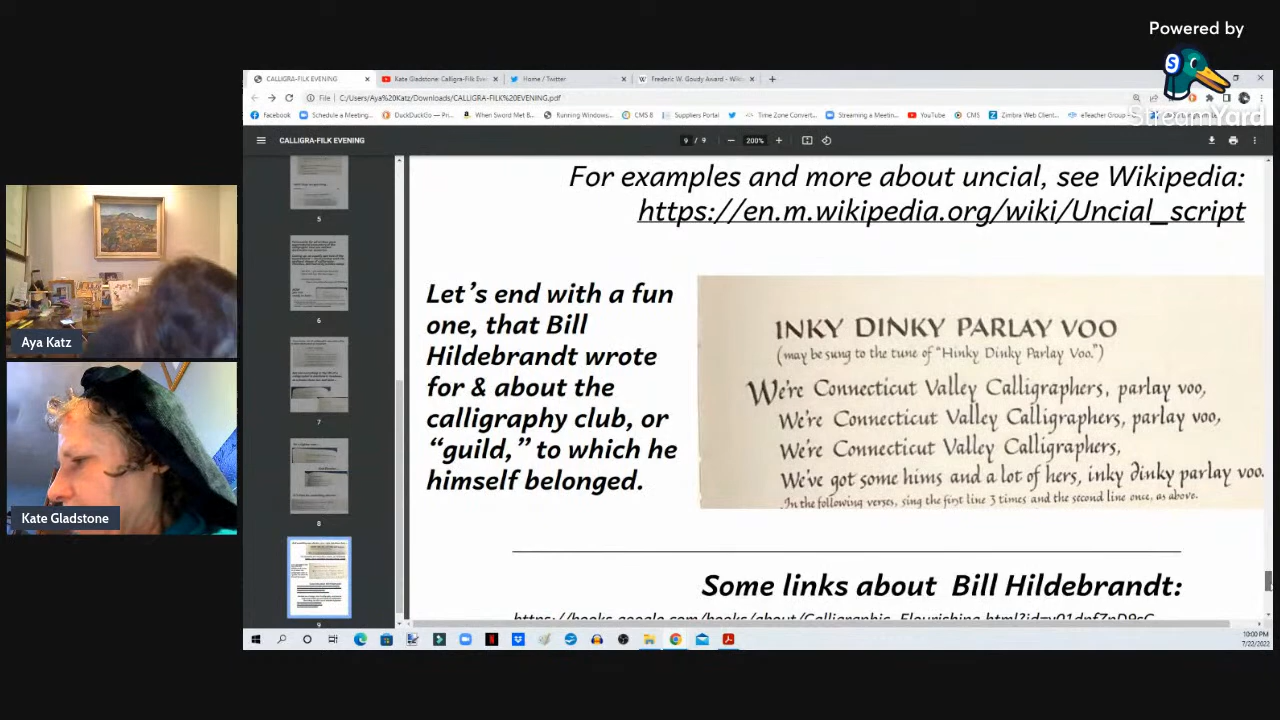 Powered by
StreamYard
CALLIGRA-FILK EVENING
Kate Gladstone: Calligra-Filk Eve
Home / Twitter
Frederic W. Goudy Award - Wiki
File
C:/Users/Aya%20Katz/Downloads/CALLIGRA-FILK%20EVENING.pdf
Facebook
Schedule a Meeting...
DuckDuckGo — Pri...
When Sword Met B...
Running Windows...
CMS 8
Suppliers Portal
Time Zone Convert...
Streaming a Meetin...
YouTube
CMS
Zimbra Web Client...
eTeacher Group
CALLIGRA-FILK EVENING
9 / 9
200%
5
6
7
8
9
For examples and more about uncial, see Wikipedia:
https://en.m.wikipedia.org/wiki/Uncial_script
Let’s end with a fun
one, that Bill
Hildebrandt wrote
for & about the
calligraphy club, or
“guild,” to which he
himself belonged.
INKY DINKY PARLAY VOO
(may be sung to the tune of “Hinky Dinky Parlay Voo.”)
We're Connecticut Valley Calligraphers, parlay voo,
We're Connecticut Valley Calligraphers, parlay voo,
We're Connecticut Valley Calligraphers,
We've got some hims and a lot of hers, inky dinky parlay voo.
In the following verses, sing the first line 3 times and the second line once, as above.
Some links about Bill Hildebrandt:
Aya Katz
Kate Gladstone
10:00 PM
7/22/2022